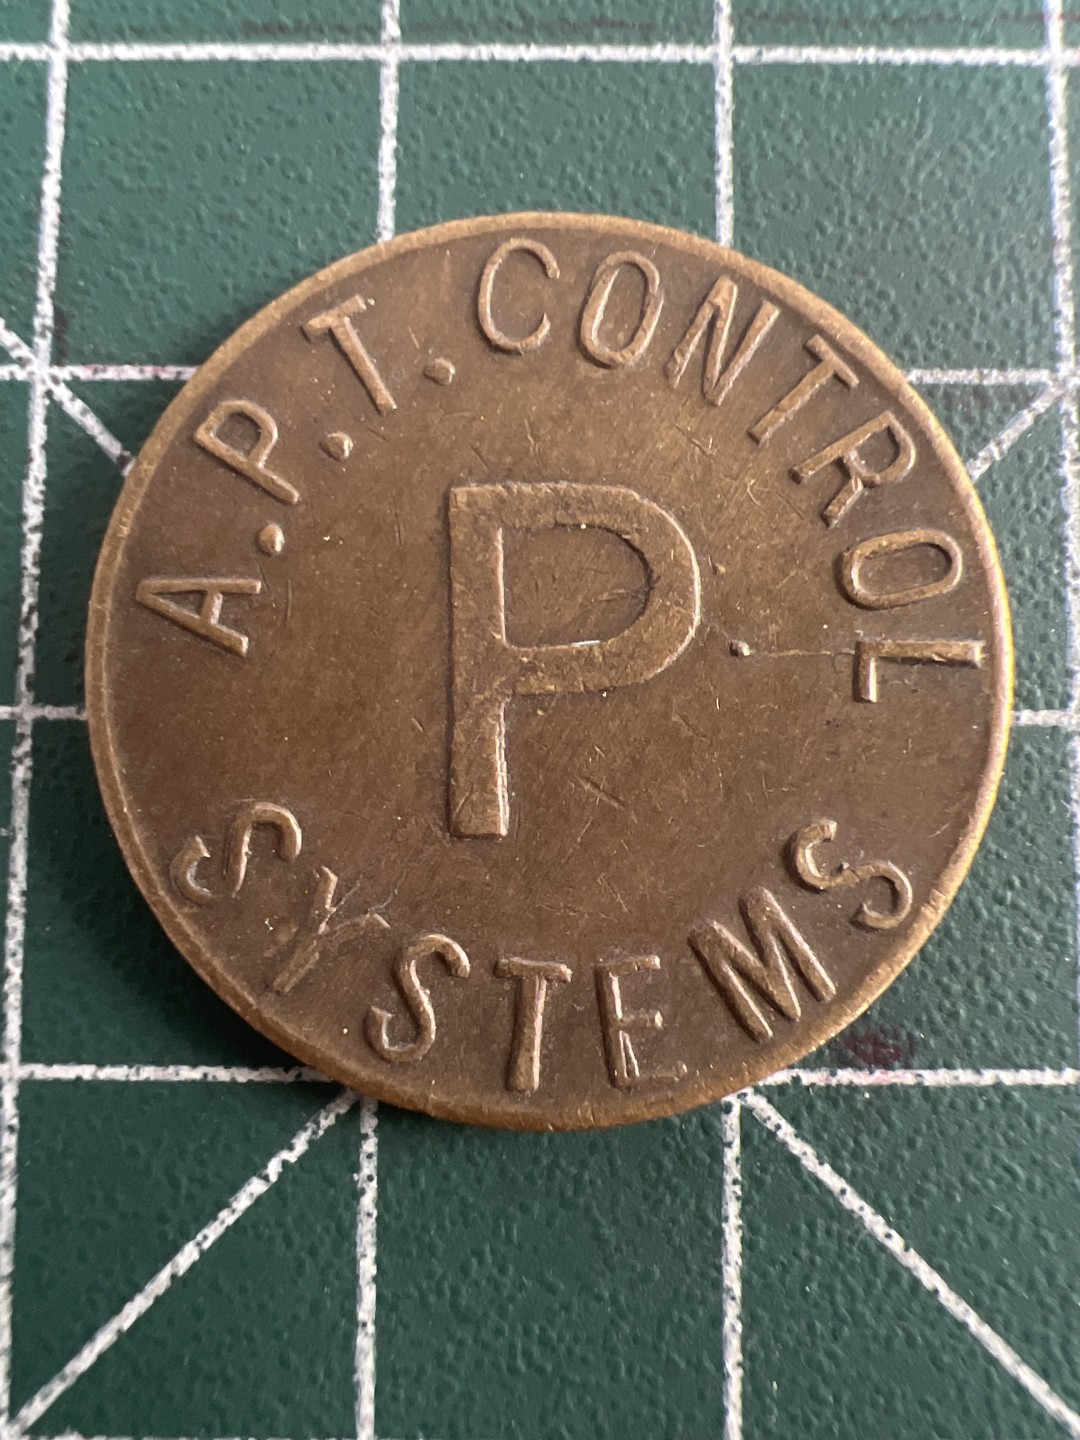 A.P.T. CONTROL
P
SYSTEMS